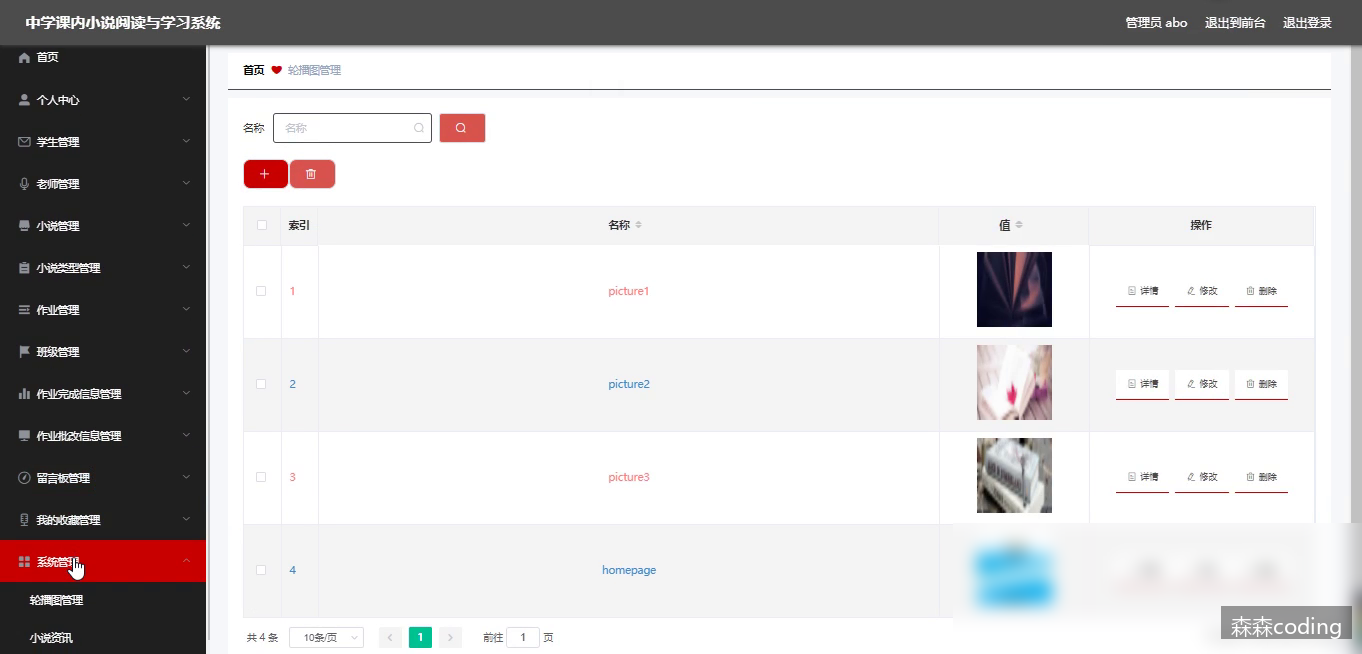 中学课内小说阅读与学习系统
管理员 abo 退出到前台 退出登录
首页
个人中心
学生管理
老师管理
小说管理
小说类型管理
作业管理
班级管理
作业完成信息管理
作业批改信息管理
留言板管理
我的收藏管理
系统管理
轮播图管理
小说资讯
首页 轮播图管理
名称 名称
索引 名称 值 操作
1 picture1 详情 修改 删除
2 picture2 详情 修改 删除
3 picture3 详情 修改 删除
4 homepage
共 4 条 10条/页 1 前往 1 页
森森coding